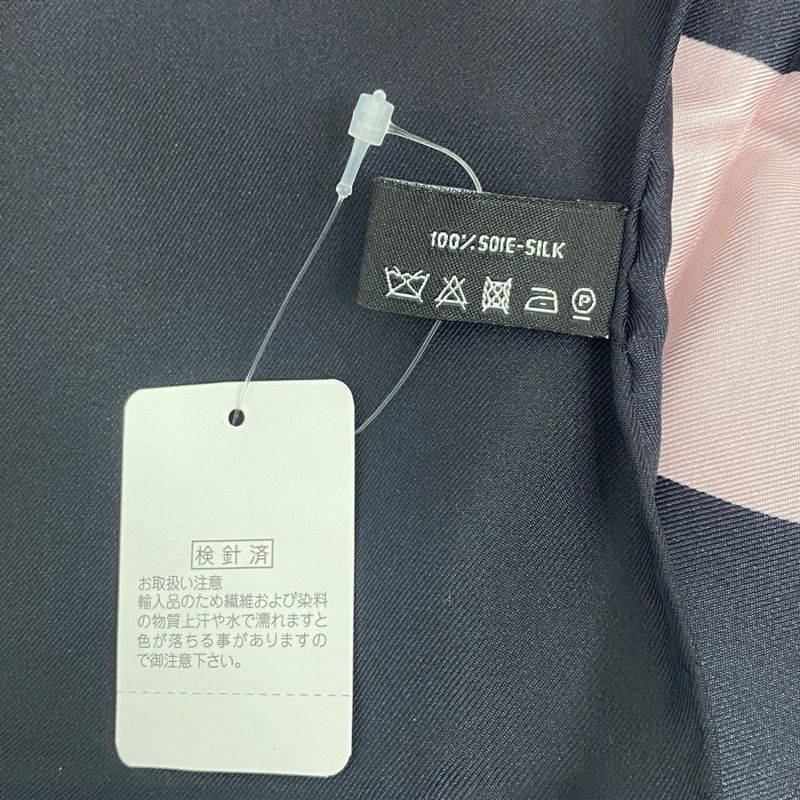 100% SOIE-SILK
P
検針済
お取扱い注意
輸入品のため繊維および染料
の物質上汗や水で濡れますと
色が落ちる事がありますの
で御注意下さい。